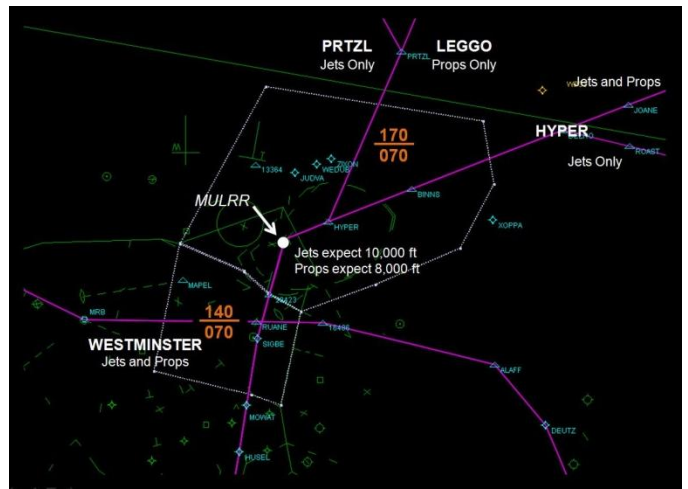 PRTZL
LEGGO
Jets Only
Props Only
PRTZL
Jets and Props
JOANE
HYPER
ROAST
Jets Only
170
070
13364
JUDVA
WEDUB
BINNS
MULRR
HYPER
XOPPA
Jets expect 10,000 ft
Props expect 8,000 ft
MAPEL
MRB
140
070
RUANE
WESTMINSTER
SIGBE
Jets and Props
ALAFF
MOWAT
DEUTZ
HUSEL